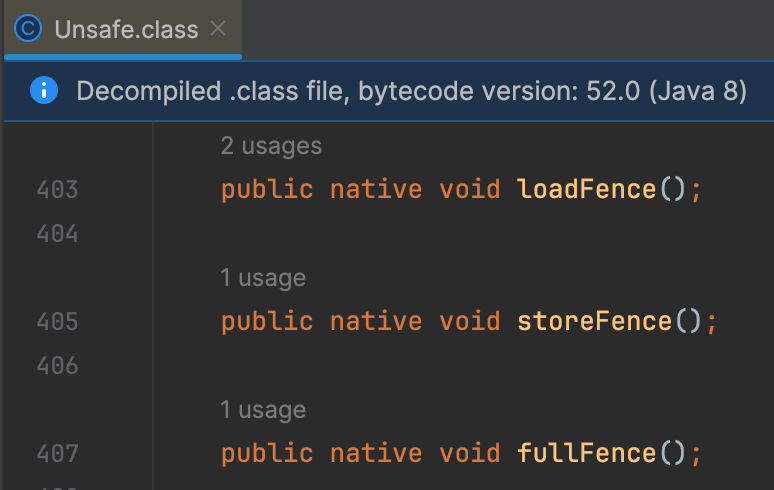 Unsafe.class
Decompiled .class file, bytecode version: 52.0 (Java 8)
2 usages
403 public native void loadFence();
404
1 usage
405 public native void storeFence();
406
1 usage
407 public native void fullFence();